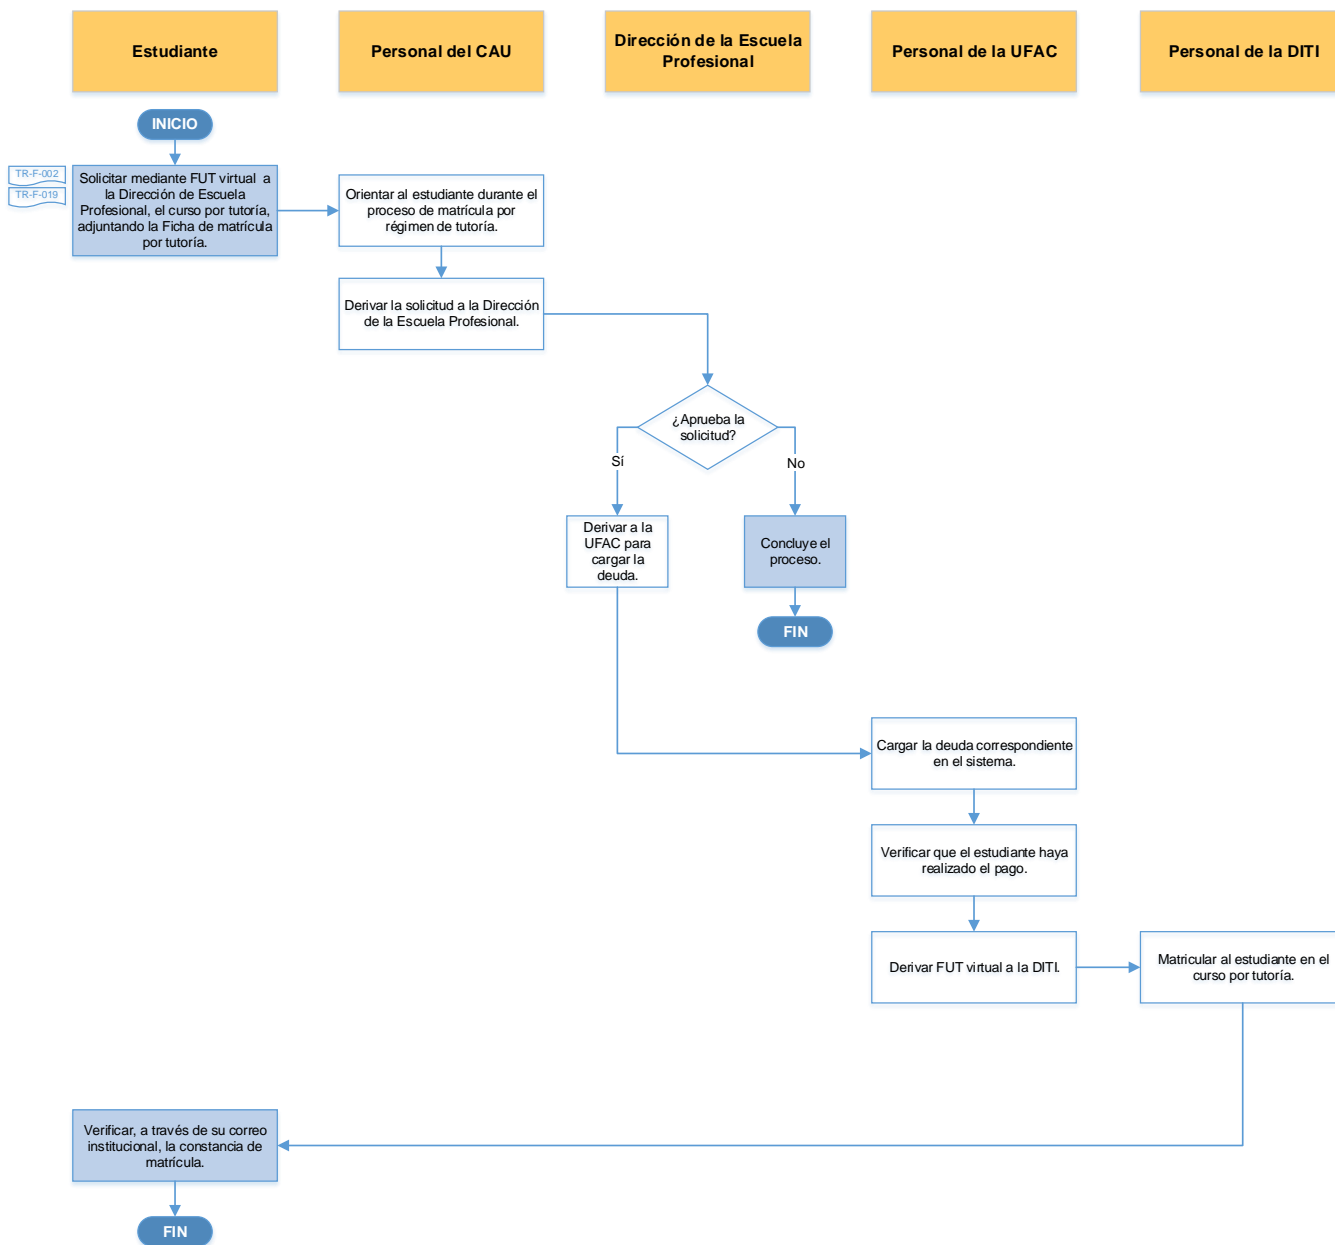 Estudiante
Personal del CAU
Dirección de la Escuela
Profesional
Personal de la UFAC
Personal de la DITI
INICIO
TR-F-002
TR-F-019
Solicitar mediante FUT virtual a
la Dirección de Escuela
Profesional, el curso por tutoría,
adjuntando la Ficha de matrícula
por tutoría.
Orientar al estudiante durante el
proceso de matrícula por
régimen de tutoría.
Derivar la solicitud a la Dirección
de la Escuela Profesional.
¿Aprueba la
solicitud?
Sí
No
Derivar a la
UFAC para
cargar la
deuda.
Concluye el
proceso.
FIN
Cargar la deuda correspondiente
en el sistema.
Verificar que el estudiante haya
realizado el pago.
Derivar FUT virtual a la DITI.
Matricular al estudiante en el
curso por tutoría.
Verificar, a través de su correo
institucional, la constancia de
matrícula.
FIN